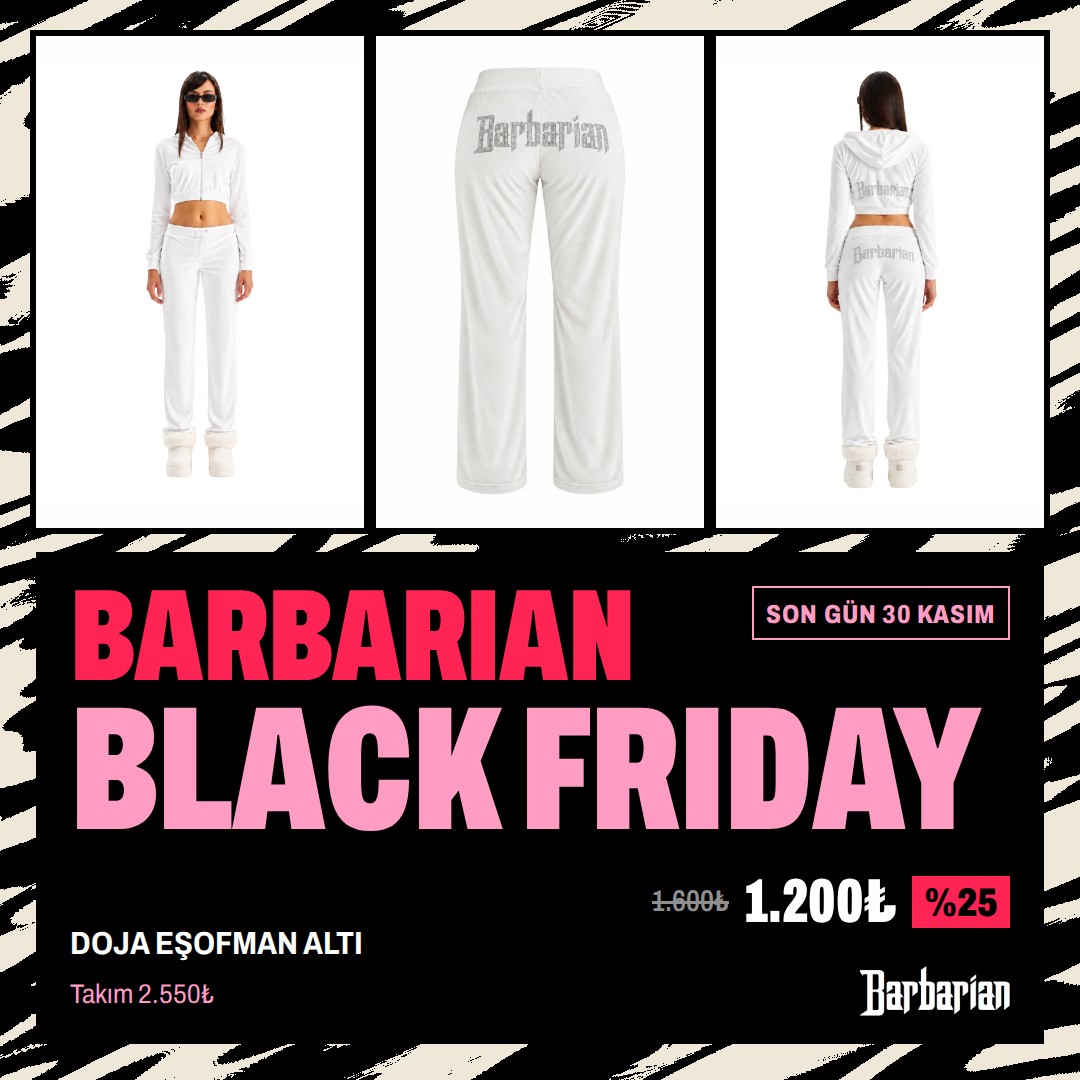 Barbarian
Barbarian
Barbarian
BARBARIAN
SON GÜN 30 KASIM
BLACK FRIDAY
1.600₺ 1.200₺ %25
DOJA EŞOFMAN ALTI
Takım 2.550₺
Barbarian